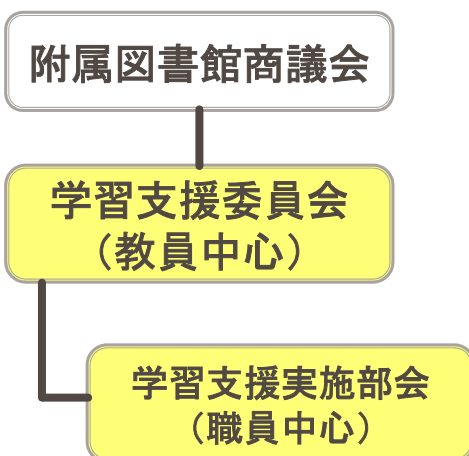 附属図書館商議会
学習支援委員会
（教員中心）
学習支援実施部会
（職員中心）